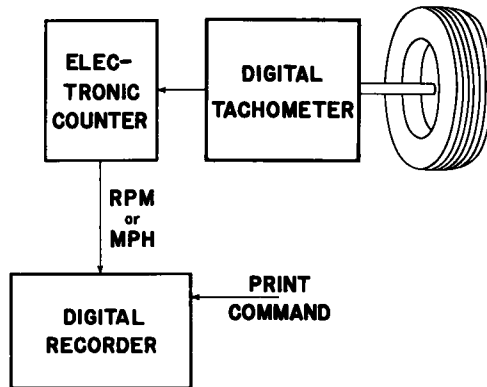 ELEC-
TRONIC
COUNTER
DIGITAL
TACHOMETER
RPM
or
MPH
PRINT
COMMAND
DIGITAL
RECORDER